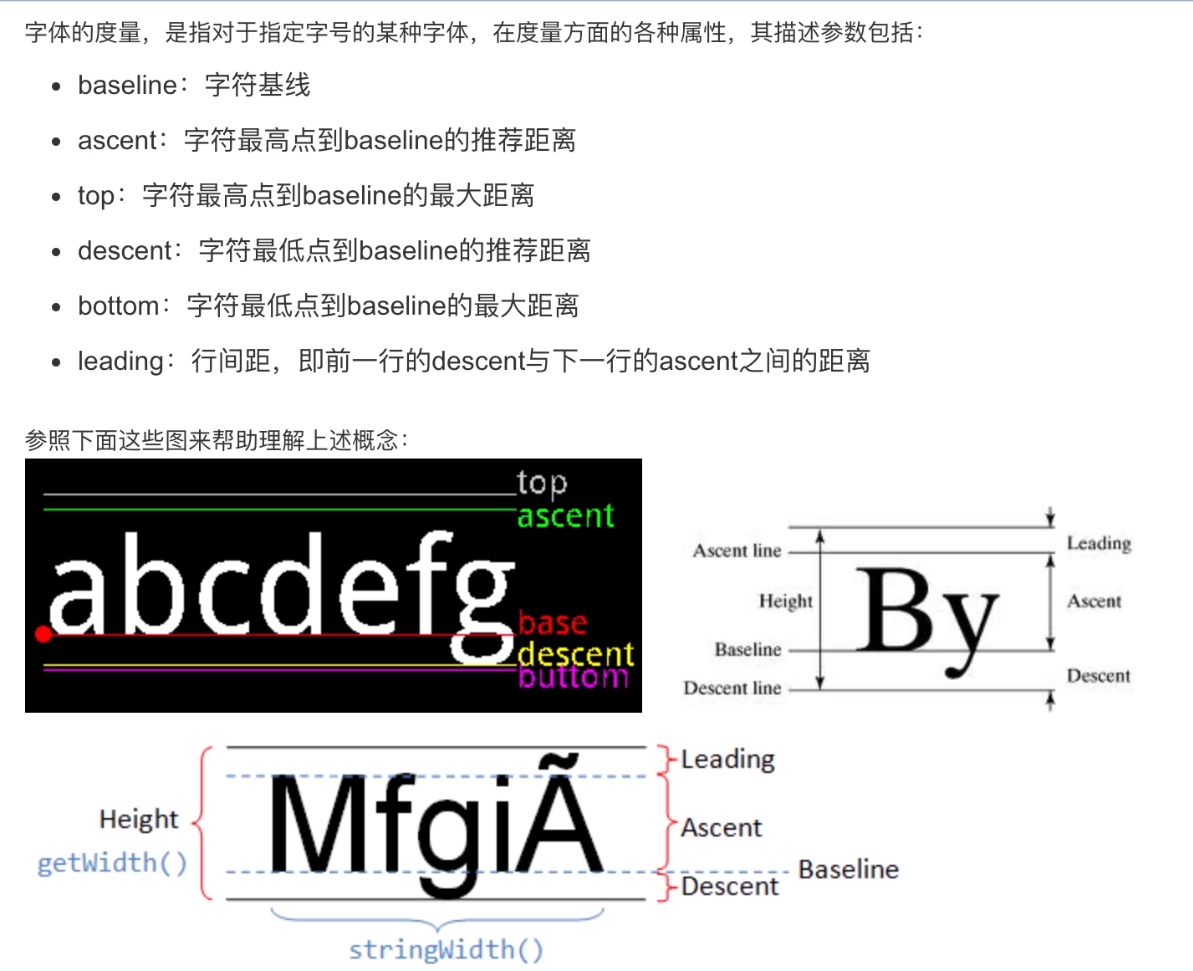 字体的度量，是指对于指定字号的某种字体，在度量方面的各种属性，其描述参数包括：
• baseline：字符基线
• ascent：字符最高点到baseline的推荐距离
• top：字符最高点到baseline的最大距离
• descent：字符最低点到baseline的推荐距离
• bottom：字符最低点到baseline的最大距离
• leading：行间距，即前一行的descent与下一行的ascent之间的距离
参照下面这些图来帮助理解上述概念：
top
ascent
abcdefg
base
descent
buttom
Ascent line
Height
Baseline
Descent line
By
Leading
Ascent
Descent
Height
getWidth()
MfgiÃ
Leading
Ascent
Baseline
Descent
stringWidth()